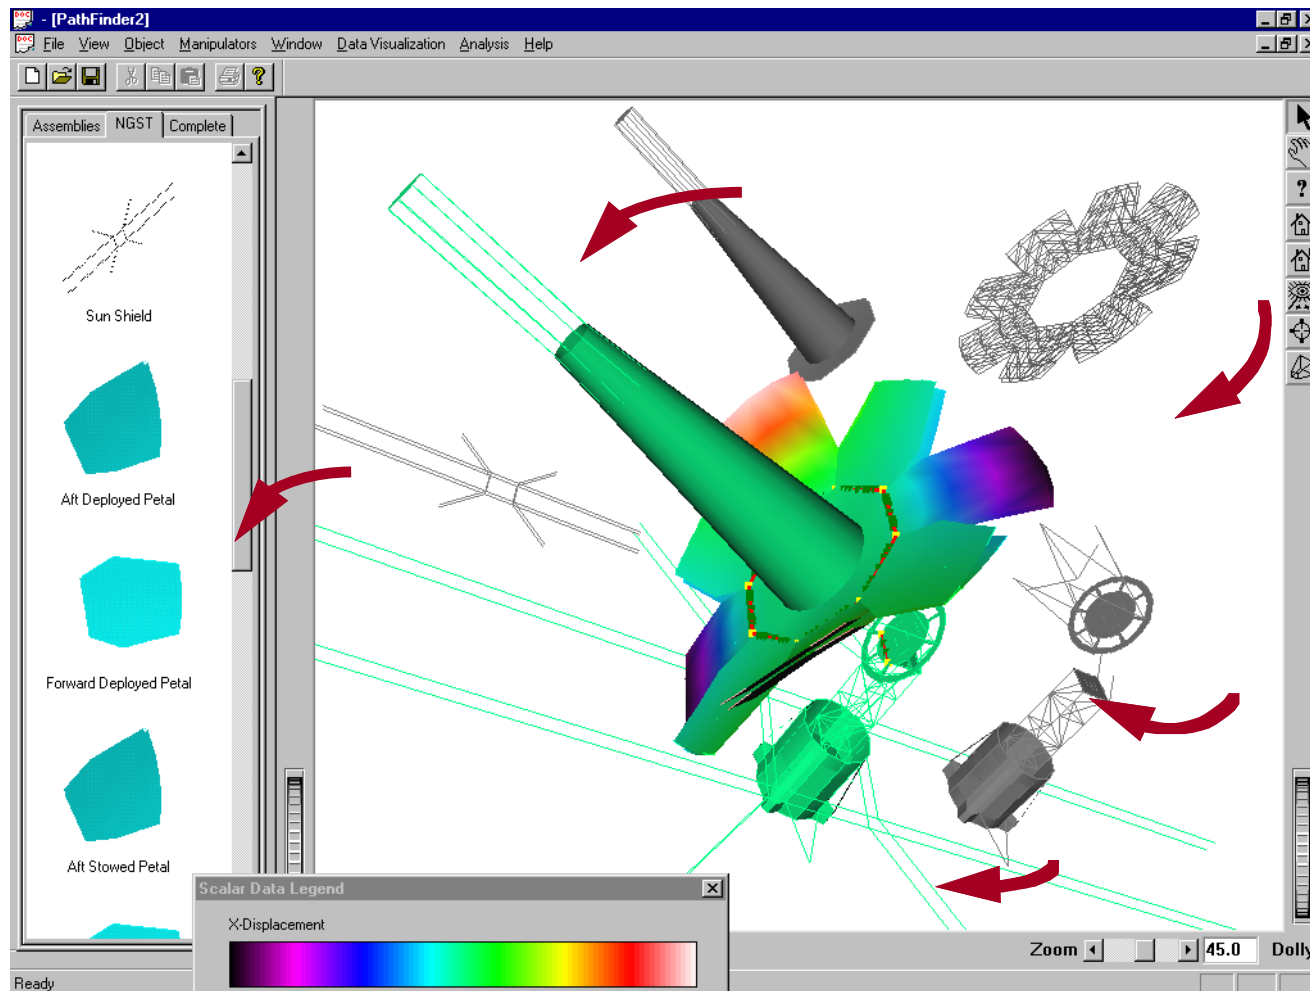 - [PathFinder2]
File View Object Manipulators Window Data Visualization Analysis Help
Assemblies NGST Complete
Sun Shield
Aft Deployed Petal
Forward Deployed Petal
Aft Stowed Petal
Scalar Data Legend
X-Displacement
Zoom 45.0 Dolly
Ready